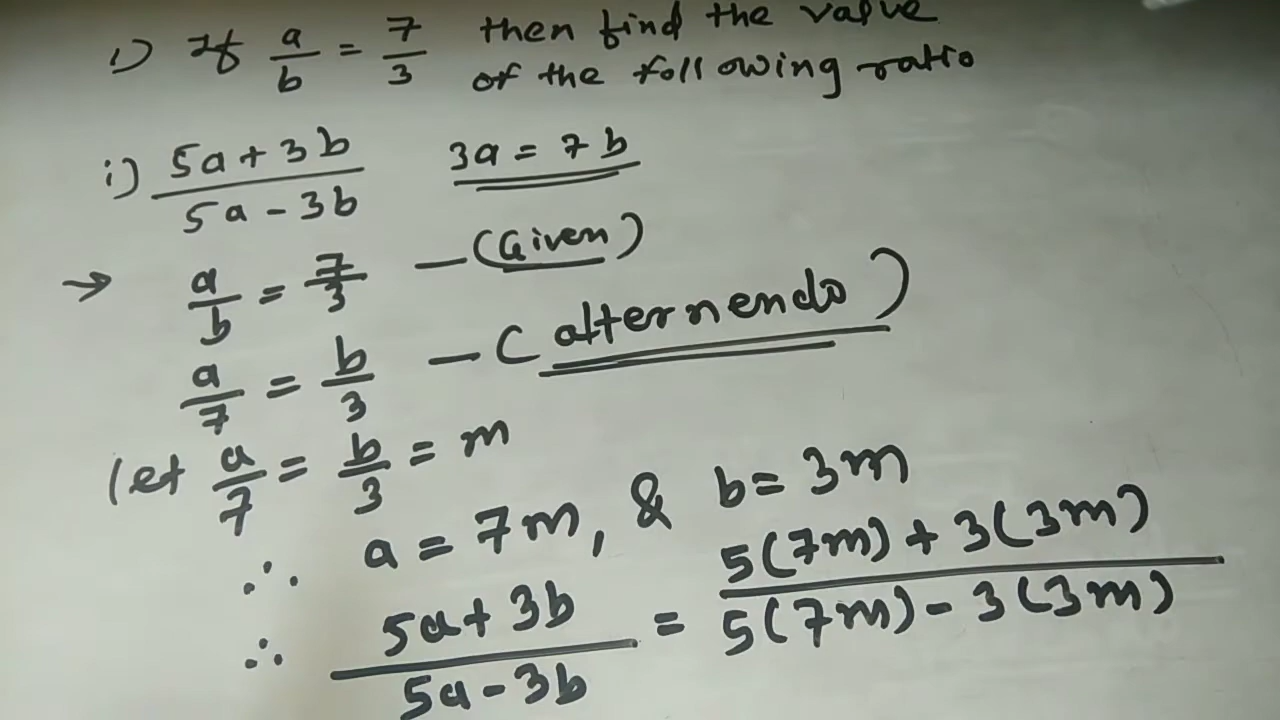 1) If a/b = 7/3 then find the value
of the following ratio
i) 5a + 3b / 5a - 3b 3a = 7b
→ a/b = 7/3 — (Given)
a/7 = b/3 — (alternendo)
let a/7 = b/3 = m
∴ a = 7m, & b = 3m
∴ 5a + 3b / 5a - 3b = 5(7m) + 3(3m) / 5(7m) - 3(3m)